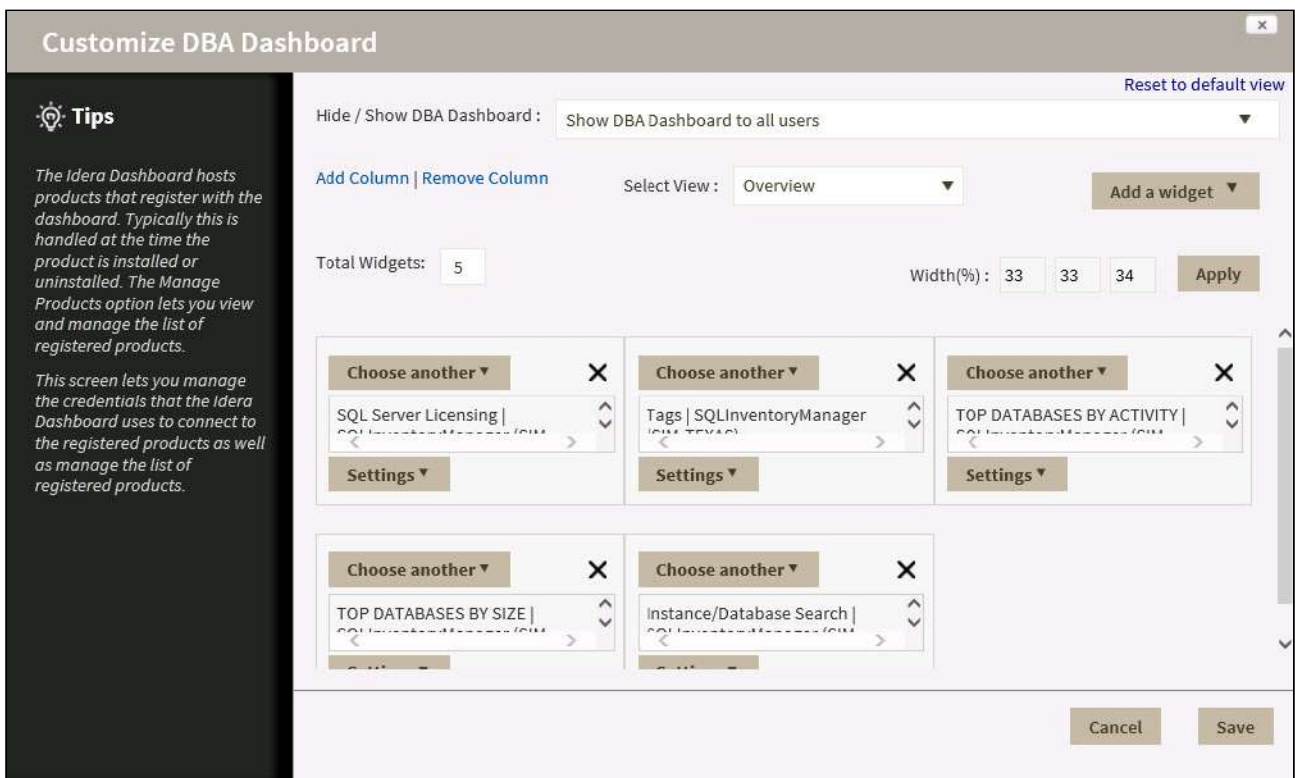 Customize DBA Dashboard
Reset to default view
Tips
The Idera Dashboard hosts
products that register with the
dashboard. Typically this is
handled at the time the
product is installed or
uninstalled. The Manage
Products option lets you view
and manage the list of
registered products.
This screen lets you manage
the credentials that the Idera
Dashboard uses to connect to
the registered products as well
as manage the list of
registered products.
Hide / Show DBA Dashboard : Show DBA Dashboard to all users
Add Column | Remove Column Select View : Overview Add a widget
Total Widgets: 5 Width(%) : 33 33 34 Apply
Choose another Choose another Choose another
SQL Server Licensing | Tags | SQLInventoryManager TOP DATABASES BY ACTIVITY |
Settings Settings Settings
Choose another Choose another
TOP DATABASES BY SIZE | Instance/Database Search |
Cancel Save